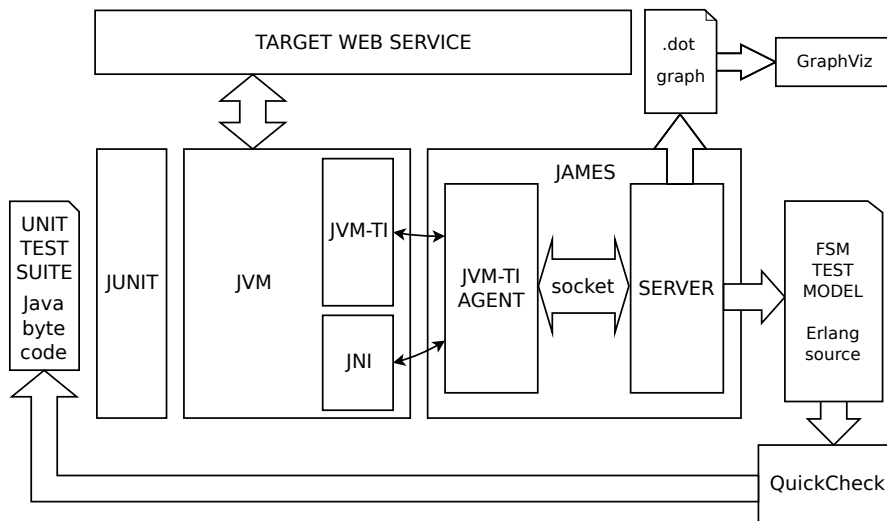 TARGET WEB SERVICE
.dot
graph
GraphViz
UNIT
TEST
SUITE
Java
byte
code
JUNIT
JVM
JVM-TI
JNI
JAMES
JVM-TI
AGENT
socket
SERVER
FSM
TEST
MODEL
Erlang
source
QuickCheck